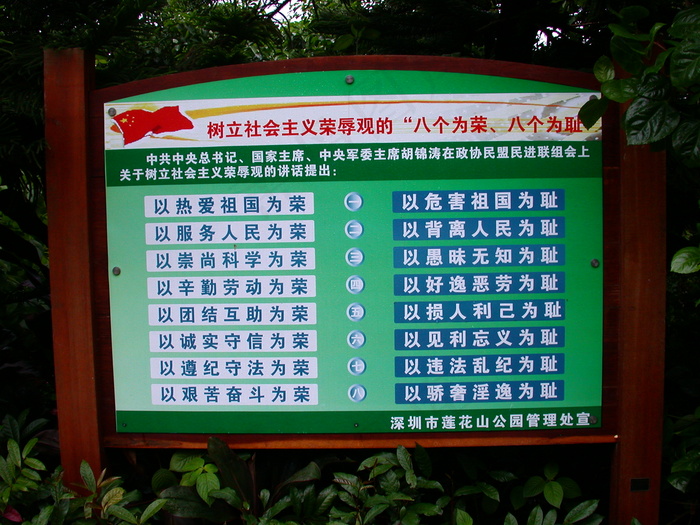 树立社会主义荣辱观的“八个为荣、八个为耻
中共中央总书记、国家主席、中央军委主席胡锦涛在政协民盟民进联组会上
关于树立社会主义荣辱观的讲话提出：
以热爱祖国为荣 一 以危害祖国为耻
以服务人民为荣 二 以背离人民为耻
以崇尚科学为荣 三 以愚昧无知为耻
以辛勤劳动为荣 四 以好逸恶劳为耻
以团结互助为荣 五 以损人利己为耻
以诚实守信为荣 六 以见利忘义为耻
以遵纪守法为荣 七 以违法乱纪为耻
以艰苦奋斗为荣 八 以骄奢淫逸为耻
深圳市莲花山公园管理处宣